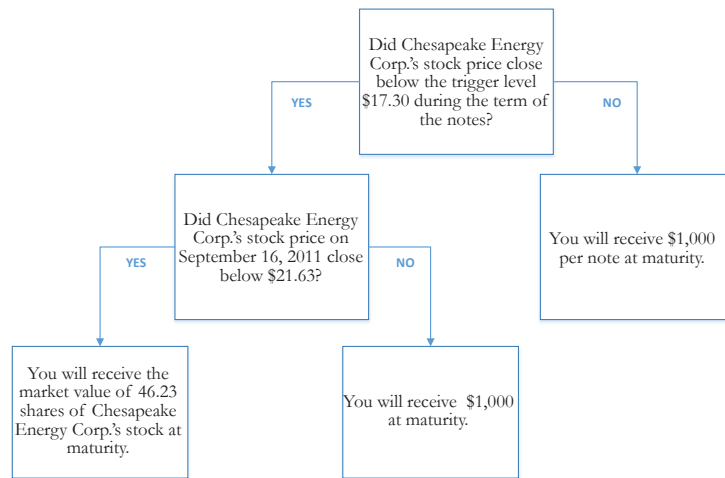 Did Chesapeake Energy
Corp.'s stock price close
below the trigger level
$17.30 during the term of
the notes?
YES
NO
Did Chesapeake Energy
Corp.'s stock price on
September 16, 2011 close
below $21.63?
You will receive $1,000
per note at maturity.
YES
NO
You will receive the
market value of 46.23
shares of Chesapeake
Energy Corp.'s stock at
maturity.
You will receive $1,000
at maturity.